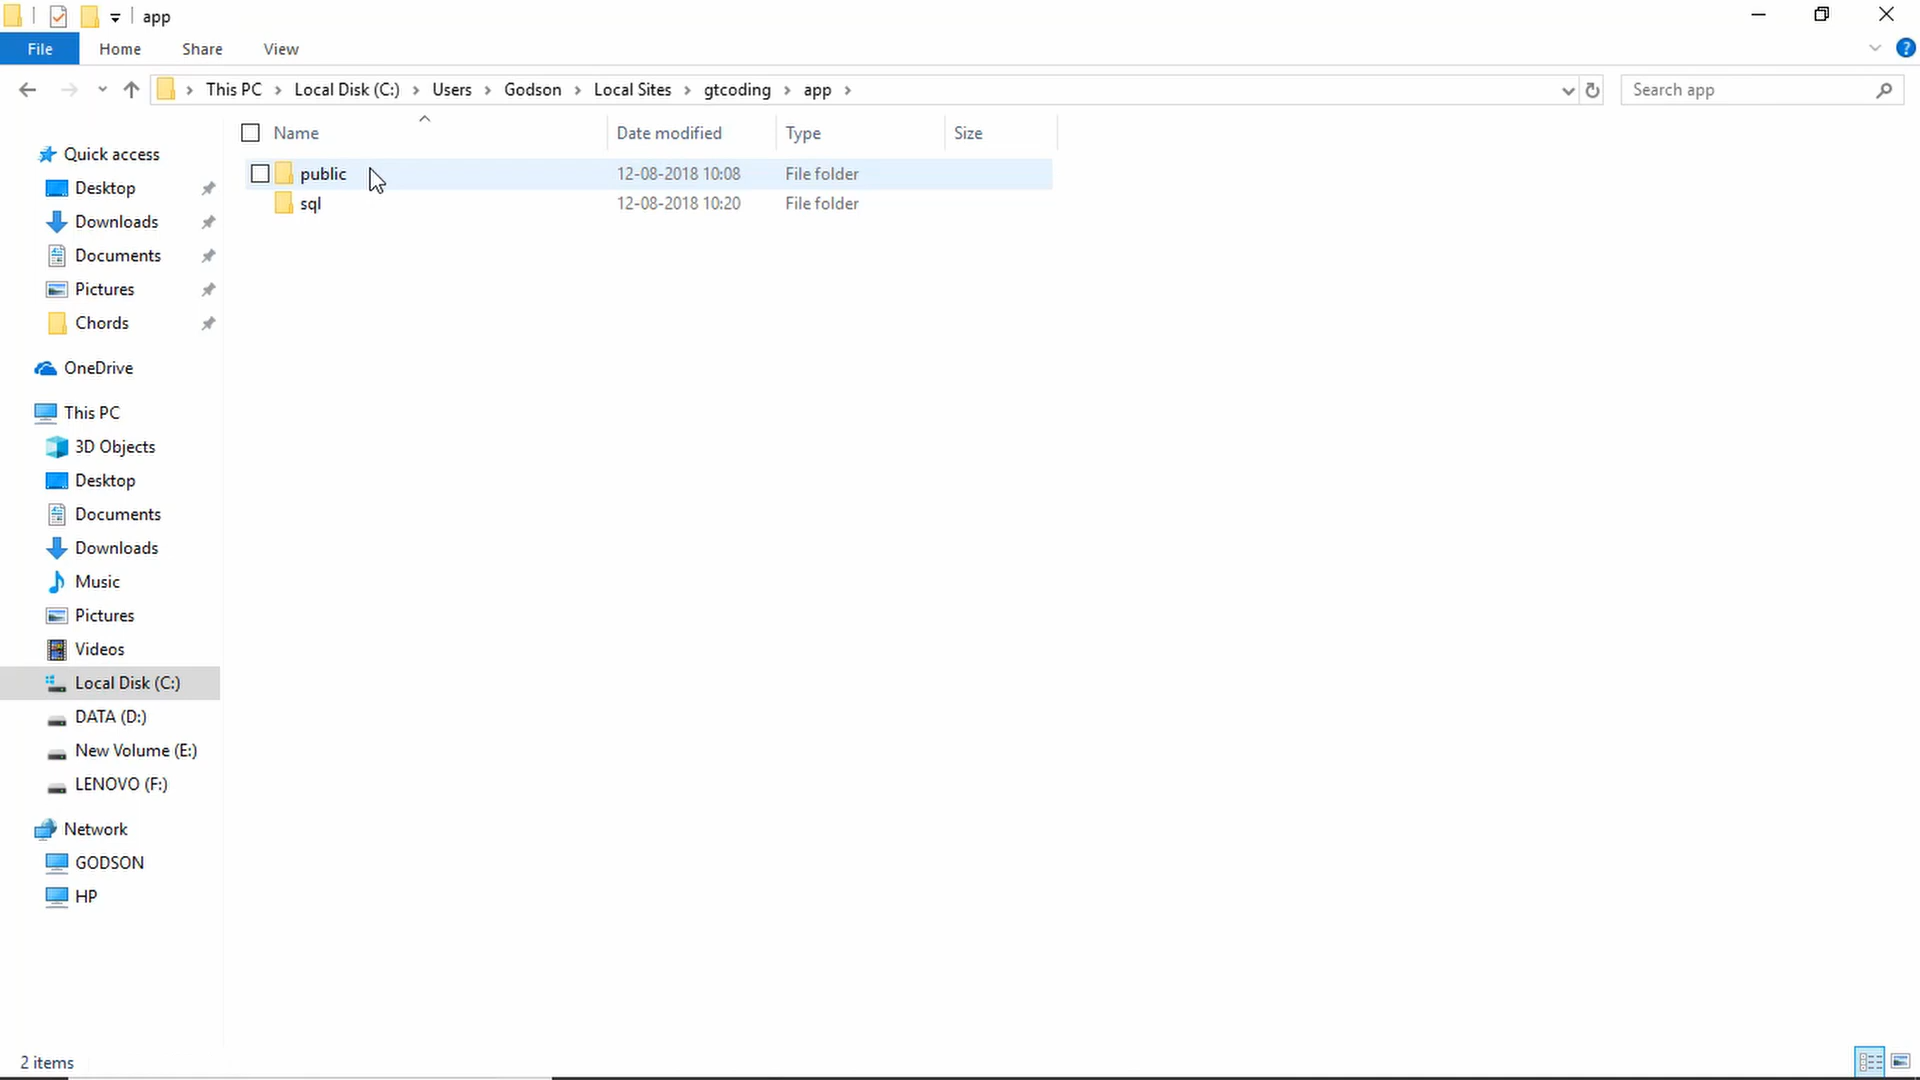 app
File Home Share View
This PC Local Disk (C:) Users Godson Local Sites gtcoding app Search app
Name Date modified Type Size
public 12-08-2018 10:08 File folder
sql 12-08-2018 10:20 File folder
Quick access
Desktop
Downloads
Documents
Pictures
Chords
OneDrive
This PC
3D Objects
Desktop
Documents
Downloads
Music
Pictures
Videos
Local Disk (C:)
DATA (D:)
New Volume (E:)
LENOVO (F:)
Network
GODSON
HP
2 items